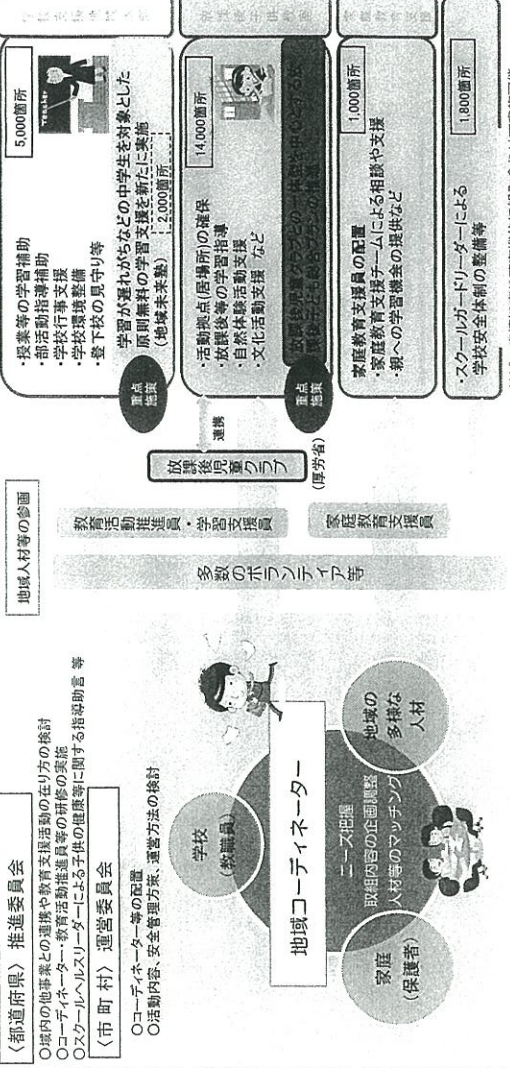 〈都道府県〉 推進委員会
○域内の他事業との連携や教育支援活動の在り方の検討
○コーディネーター・教育活動推進員等の研修の実施
○スクールヘルスリーダーによる子供の健康等に関する指導助言 等
〈市 町 村〉 運営委員会
○コーディネーター等の配置
○活動内容、安全管理方策、運営方法の検討
学校
(教職員)
地域コーディネーター
ニーズ把握
取組内容の企画調整
人材等のマッチング
家庭
(保護者)
地域の
多様な
人材
地域人材等の参画
多数のボランティア等
教育活動推進員・学習支援員
家庭教育支援員
放課後児童クラブ
(厚労省)
連携
5,000箇所
・授業等の学習補助
・部活動指導補助
・学校行事支援
・学校環境整備
・登下校の見守り等
学習が遅れがちなどの中学生を対象とした
原則無料の学習支援を新たに実施
(地域未来塾)
2,000箇所
重点
施策
14,000箇所
・活動拠点(居場所)の確保
・放課後等の学習指導
・自然体験活動支援
・文化活動支援 など
重点
施策
1,000箇所
家庭教育支援員の配置
・家庭教育支援チームによる相談や支援
・親への学習機会の提供など
1,800箇所
・スクールガードリーダーによる
学校安全体制の整備等